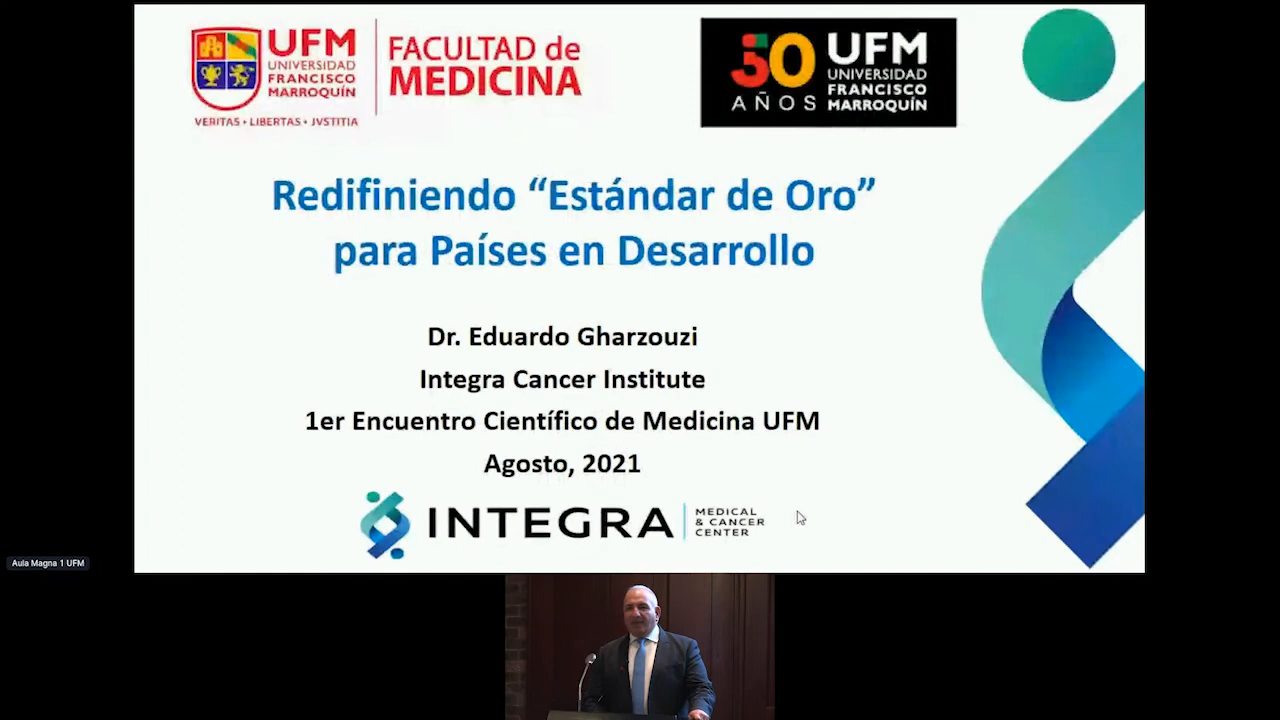 UFM
UNIVERSIDAD
FRANCISCO
MARROQUÍN
VERITAS • LIBERTAS • JVSTITIA
FACULTAD de
MEDICINA
50
AÑOS
UFM
UNIVERSIDAD
FRANCISCO
MARROQUÍN
Redifiniendo “Estándar de Oro”
para Países en Desarrollo
Dr. Eduardo Gharzouzi
Integra Cancer Institute
1er Encuentro Científico de Medicina UFM
Agosto, 2021
INTEGRA
MEDICAL
& CANCER
CENTER
Aula Magna 1 UFM